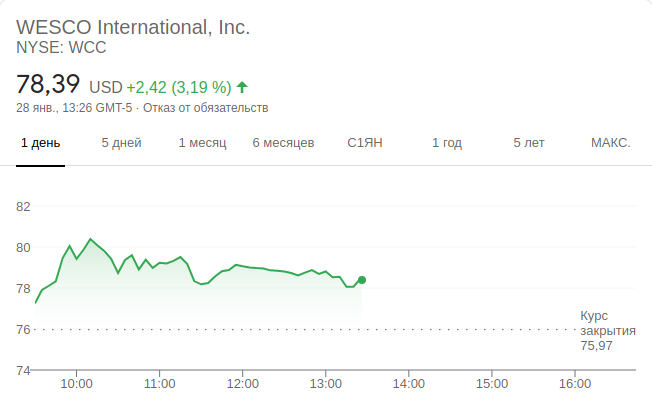 WESCO International, Inc.
NYSE: WCC
78,39 USD +2,42 (3,19 %)
28 янв., 13:26 GMT-5 · Отказ от обязательств
1 день 5 дней 1 месяц 6 месяцев С1ЯН 1 год 5 лет МАКС.
82
80
78
76
Курс
закрытия
75,97
74
10:00 11:00 12:00 13:00 14:00 15:00 16:00